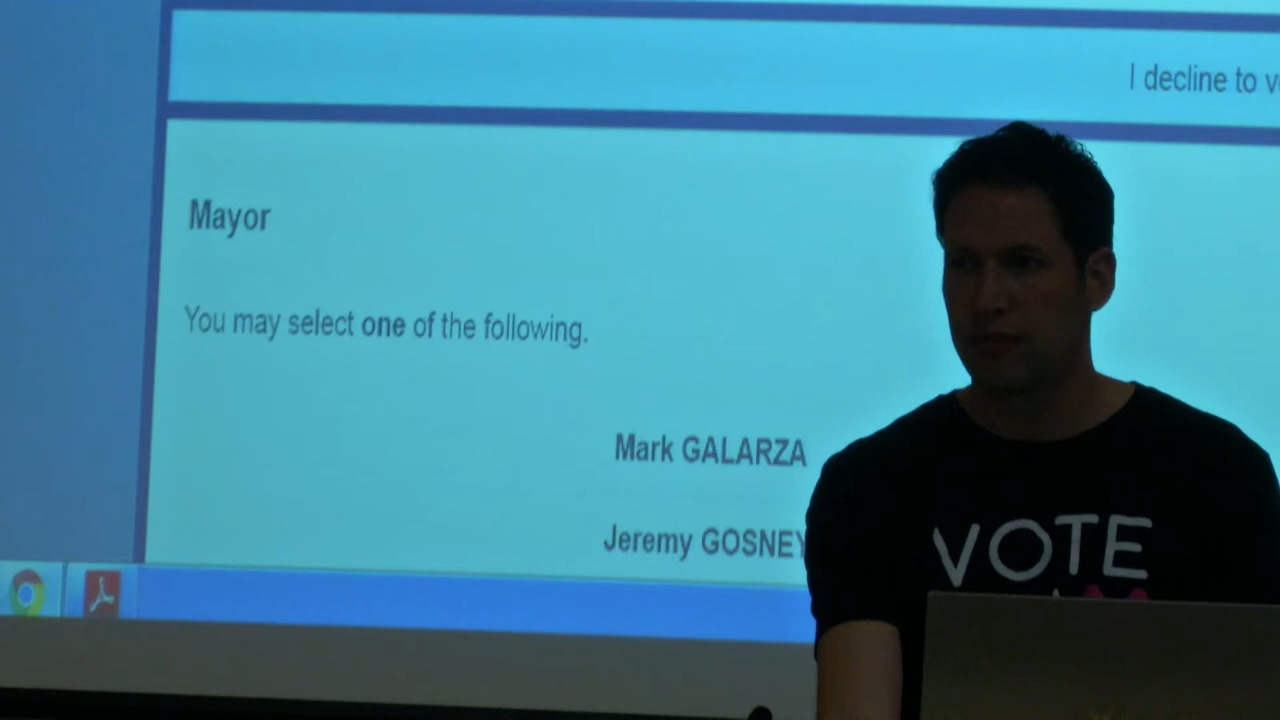 I decline to v
Mayor
You may select one of the following.
Mark GALARZA
Jeremy GOSNEY
VOTE